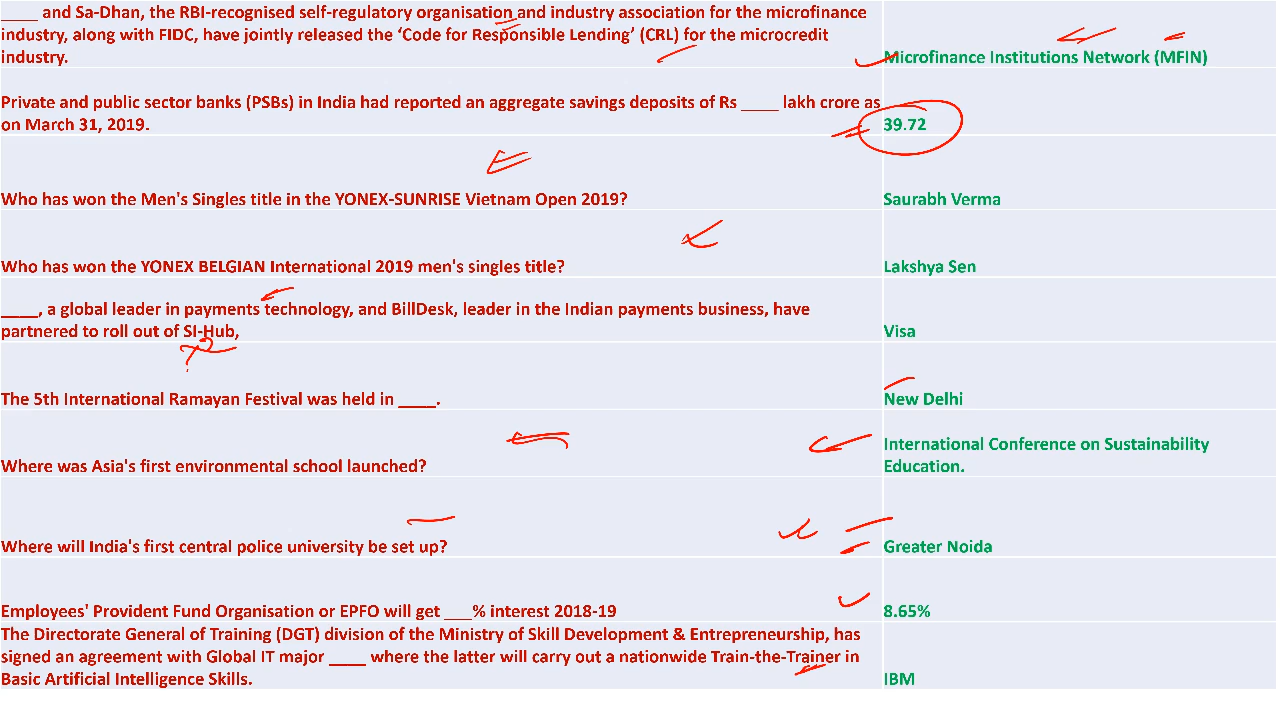 ____ and Sa-Dhan, the RBI-recognised self-regulatory organisation and industry association for the microfinance
industry, along with FIDC, have jointly released the ‘Code for Responsible Lending’ (CRL) for the microcredit
industry.
Microfinance Institutions Network (MFIN)
Private and public sector banks (PSBs) in India had reported an aggregate savings deposits of Rs ____ lakh crore as
on March 31, 2019.
39.72
Who has won the Men's Singles title in the YONEX-SUNRISE Vietnam Open 2019?
Saurabh Verma
Who has won the YONEX BELGIAN International 2019 men's singles title?
Lakshya Sen
____, a global leader in payments technology, and BillDesk, leader in the Indian payments business, have
partnered to roll out of SI-Hub,
Visa
The 5th International Ramayan Festival was held in ____.
New Delhi
Where was Asia's first environmental school launched?
International Conference on Sustainability
Education.
Where will India's first central police university be set up?
Greater Noida
Employees' Provident Fund Organisation or EPFO will get ___% interest 2018-19
8.65%
The Directorate General of Training (DGT) division of the Ministry of Skill Development & Entrepreneurship, has
signed an agreement with Global IT major ____ where the latter will carry out a nationwide Train-the-Trainer in
Basic Artificial Intelligence Skills.
IBM